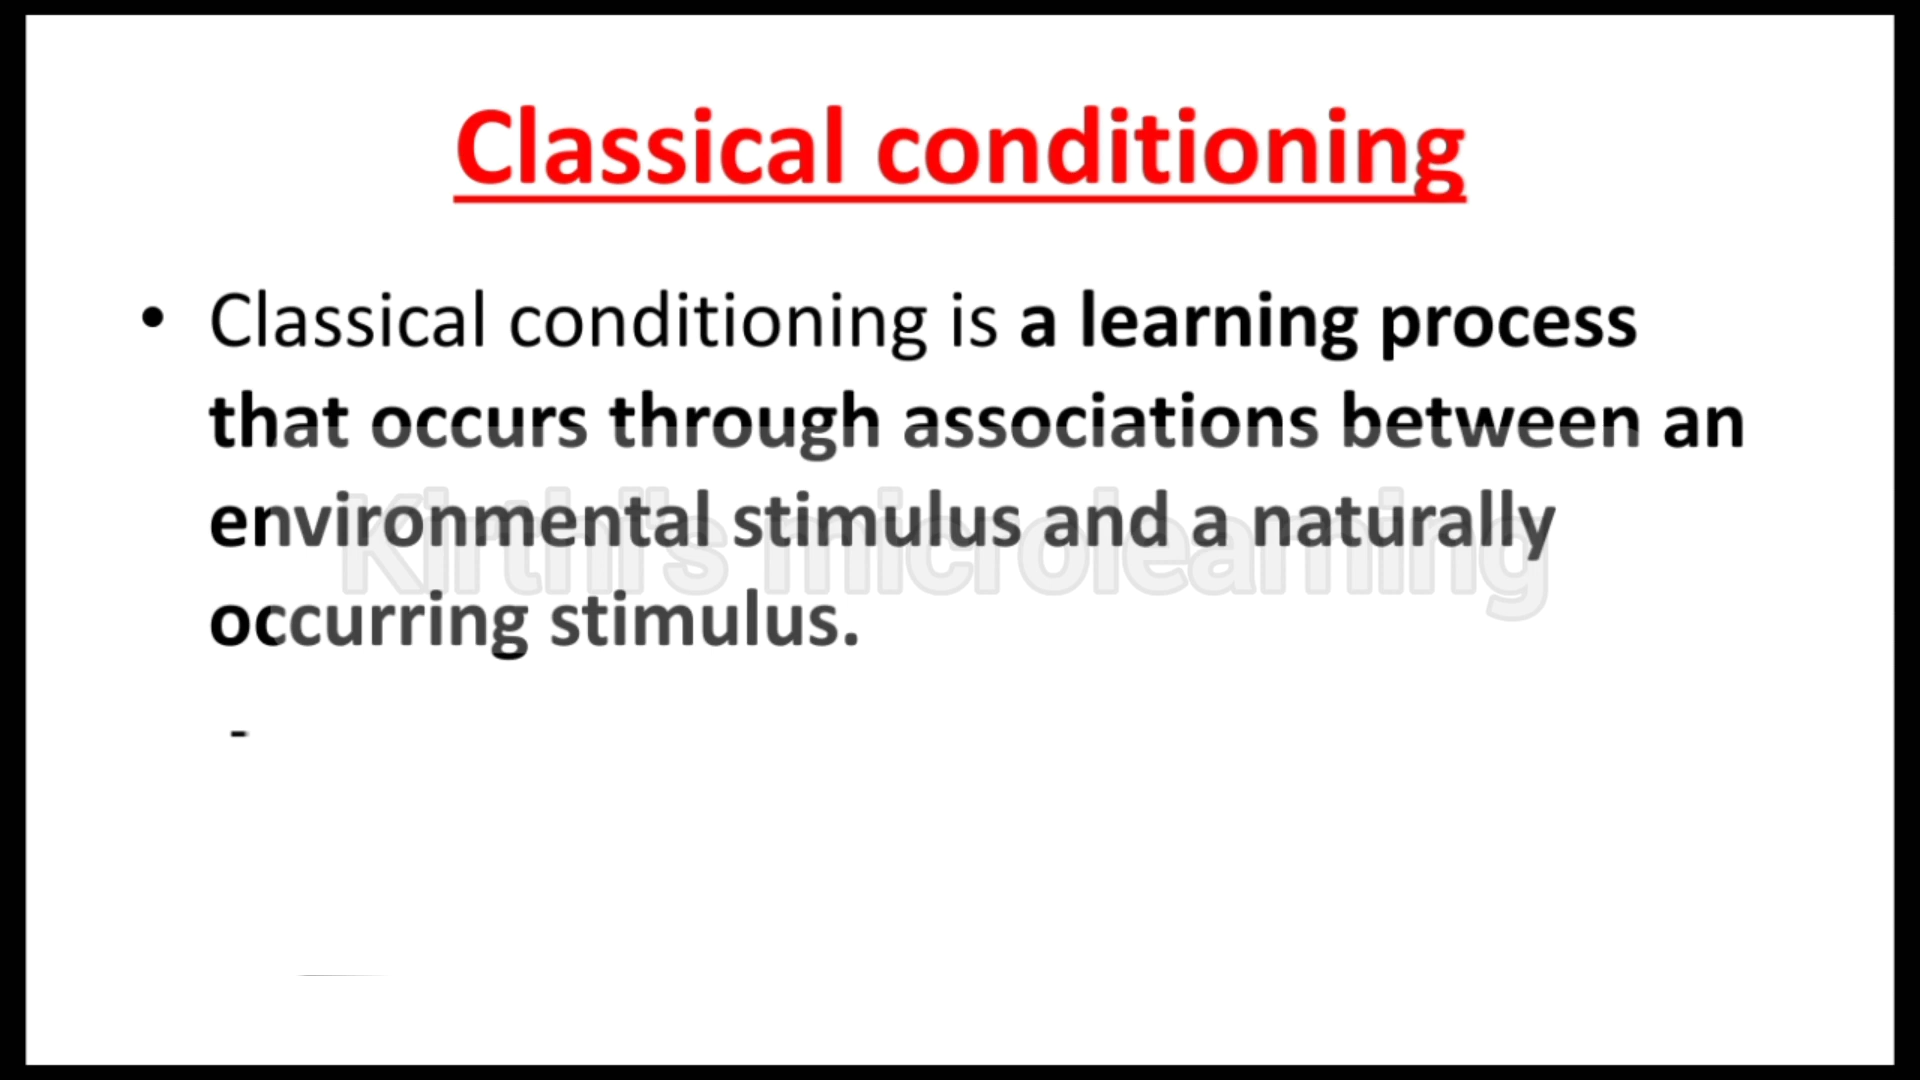 Classical conditioning
• Classical conditioning is a learning process
that occurs through associations between an
environmental stimulus and a naturally
occurring stimulus.
Kirthi's microlearning
-